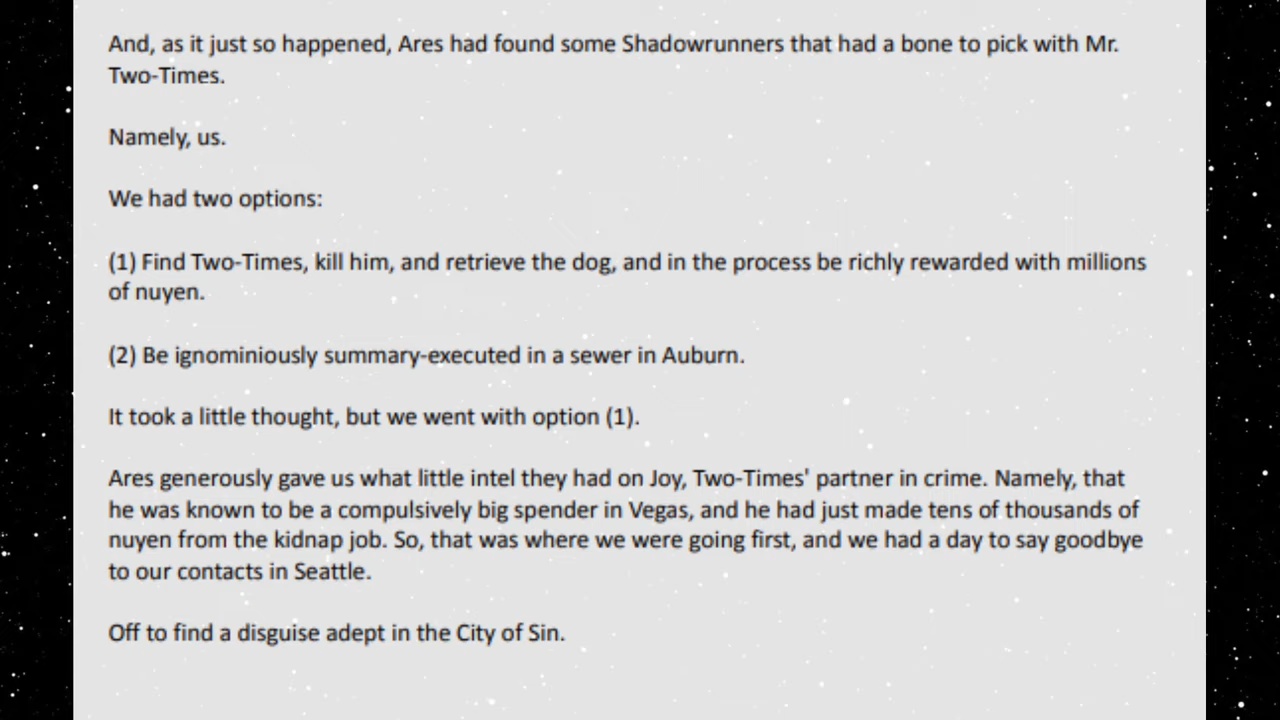 And, as it just so happened, Ares had found some Shadowrunners that had a bone to pick with Mr.
Two-Times.
Namely, us.
We had two options:
(1) Find Two-Times, kill him, and retrieve the dog, and in the process be richly rewarded with millions
of nuyen.
(2) Be ignominiously summary-executed in a sewer in Auburn.
It took a little thought, but we went with option (1).
Ares generously gave us what little intel they had on Joy, Two-Times' partner in crime. Namely, that
he was known to be a compulsively big spender in Vegas, and he had just made tens of thousands of
nuyen from the kidnap job. So, that was where we were going first, and we had a day to say goodbye
to our contacts in Seattle.
Off to find a disguise adept in the City of Sin.